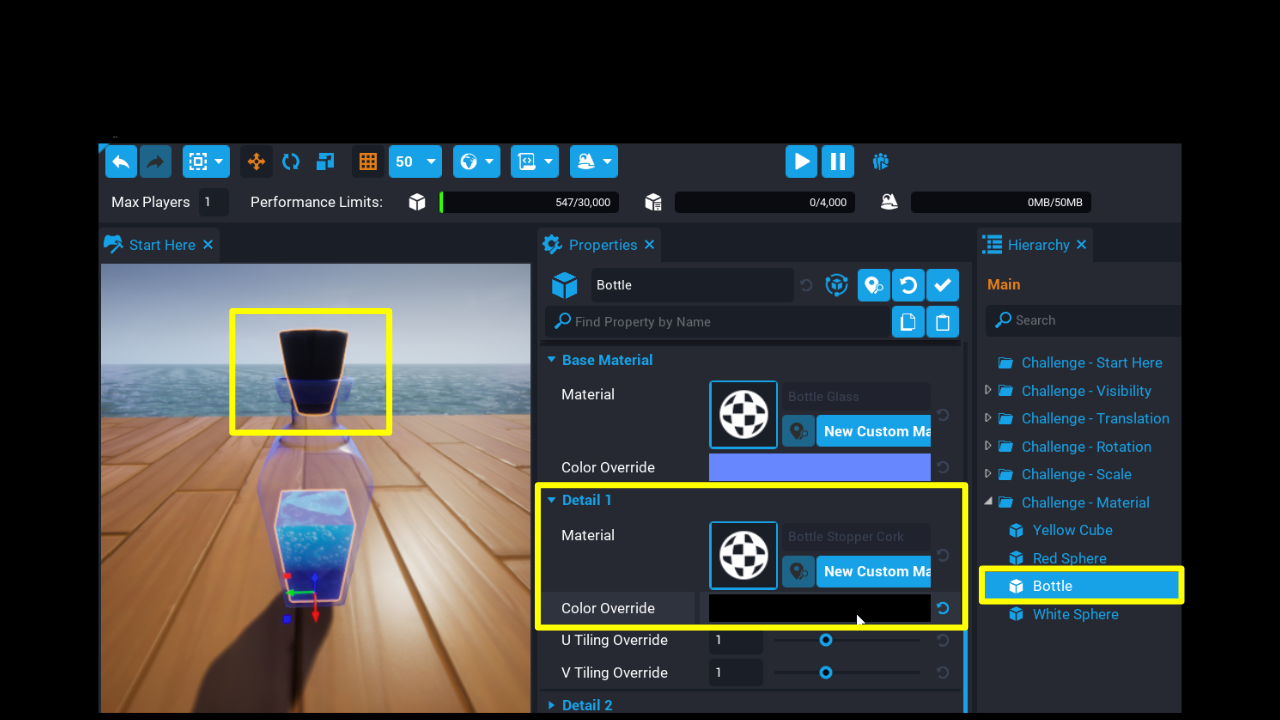 50
Max Players 1 Performance Limits: 547/30,000 0/4,000 0MB/50MB
Start Here
Properties
Hierarchy
Bottle
Main
Find Property by Name
Search
Base Material
Material
Bottle Glass
New Custom Ma
Color Override
Detail 1
Material
Bottle Stopper Cork
New Custom Ma
Color Override
U Tiling Override 1
V Tiling Override 1
Detail 2
Challenge - Start Here
Challenge - Visibility
Challenge - Translation
Challenge - Rotation
Challenge - Scale
Challenge - Material
Yellow Cube
Red Sphere
Bottle
White Sphere